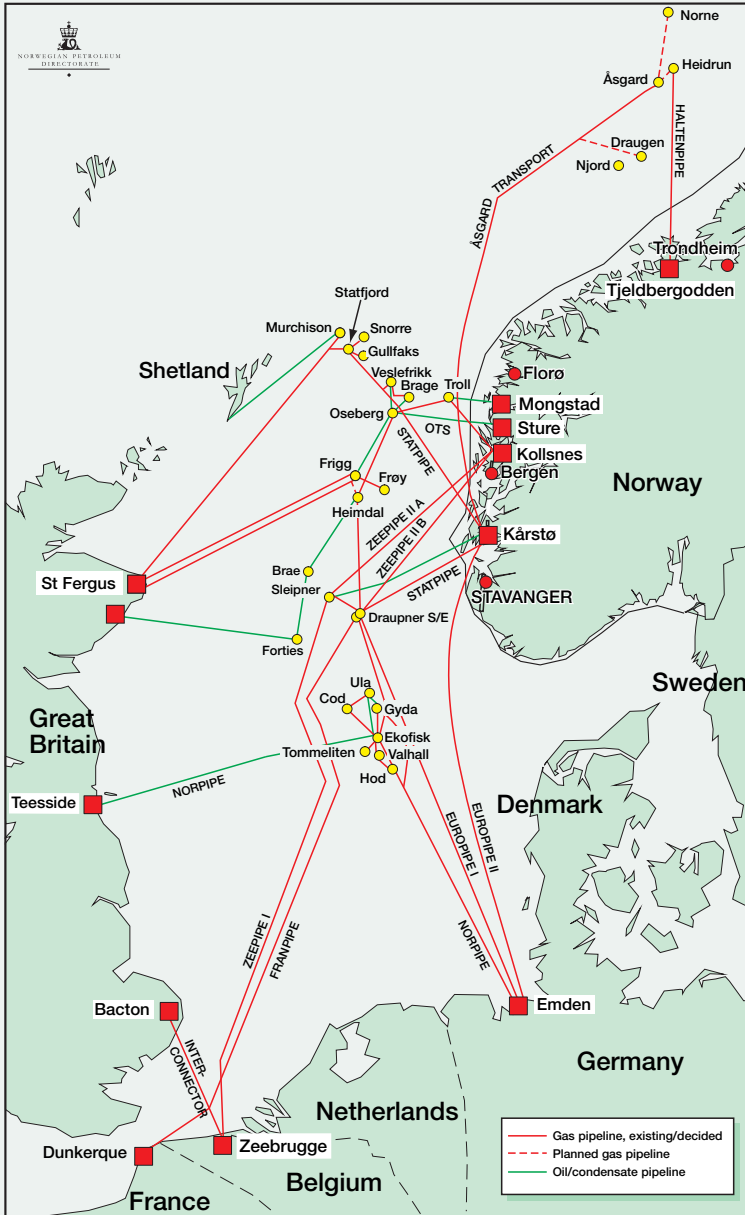 NORWEGIAN PETROLEUM
DIRECTORATE
Norne
Heidrun
Åsgard
HALTENPIPE
Draugen
Njord
ÅSGARD TRANSPORT
Trondheim
Tjeldbergodden
Statfjord
Murchison
Snorre
Gullfaks
Shetland
Veslefrikk
Brage
Troll
Florø
Oseberg
Mongstad
OTS
Sture
STATPIPE
Kollsnes
Bergen
Frigg
Frøy
Norway
Heimdal
ZEEPIPE II A
ZEEPIPE II B
Kårstø
Brae
St Fergus
Sleipner
STATPIPE
STAVANGER
Draupner S/E
Forties
Sweden
Ula
Cod
Gyda
Great
Britain
Ekofisk
Tommeliten
Valhall
Hod
NORPIPE
Teesside
Denmark
EUROPIPE II
EUROPIPE I
ZEEPIPE I
FRANPIPE
NORPIPE
Bacton
Emden
INTER-
CONNECTOR
Germany
Netherlands
Dunkerque
Zeebrugge
Belgium
France
Gas pipeline, existing/decided
Planned gas pipeline
Oil/condensate pipeline